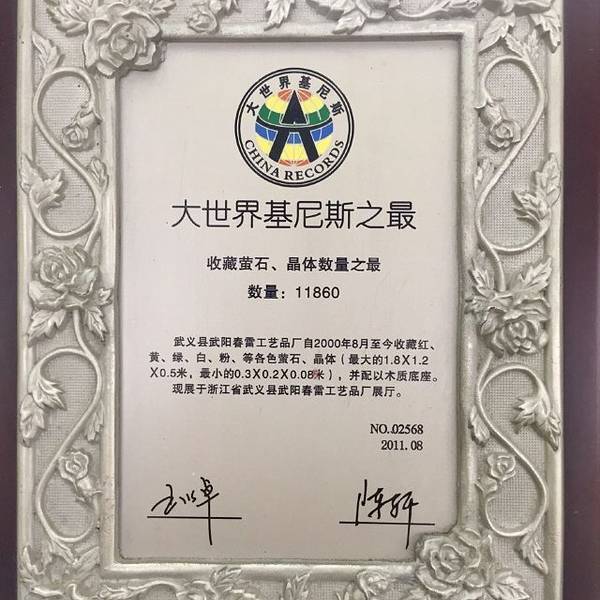 大世界基尼斯
CHINA RECORDS
大世界基尼斯之最
收藏萤石、晶体数量之最
数量：11860
武义县武阳春雷工艺品厂自2000年8月至今收藏红、
黄、绿、白、粉、等各色萤石、晶体（最大的1.8X1.2
X0.5米，最小的0.3X0.2X0.08米），并配以木质底座。
现展于浙江省武义县武阳春雷工艺品厂展厅。
NO.02568
2011.08